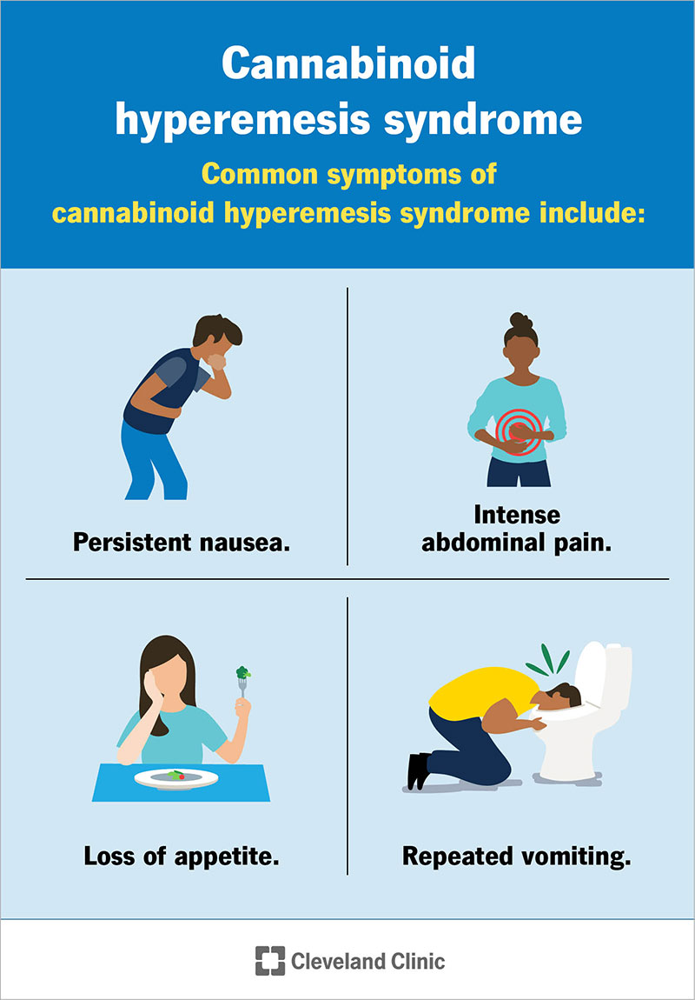 Cannabinoid
hyperemesis syndrome
Common symptoms of
cannabinoid hyperemesis syndrome include:
Persistent nausea.
Intense
abdominal pain.
Loss of appetite.
Repeated vomiting.
Cleveland Clinic